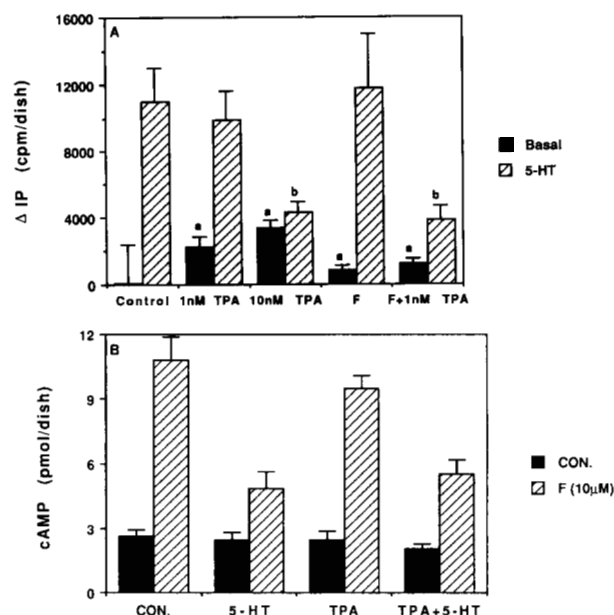 A
16000
12000
8000
4000
0
Δ IP (cpm/dish)
a
a
b
a
a
b
Control 1nM TPA 10nM TPA F F+1nM TPA
Basal
5-HT
B
12
9
6
3
0
cAMP (pmol/dish)
CON. 5-HT TPA TPA+5-HT
CON.
F (10μM)